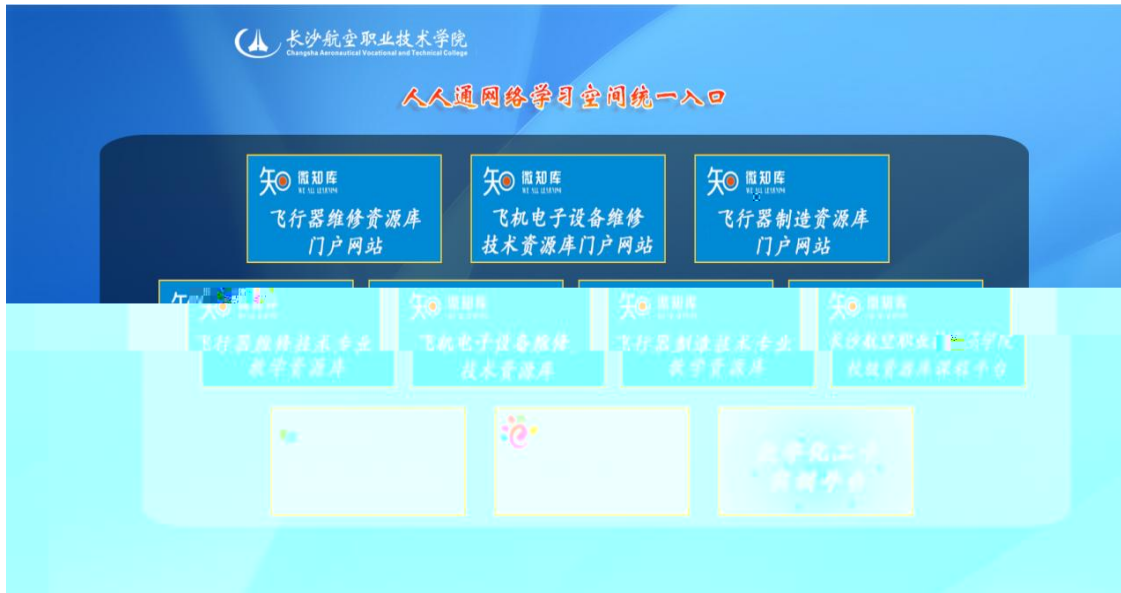 长沙航空职业技术学院
Changsha Aeronautical Vocational and Technical College
人人通网络学习空间统一入口
知 微知库
飞行器维修资源库
门户网站
知 微知库
飞机电子设备维修
技术资源库门户网站
知 微知库
飞行器制造资源库
门户网站
知 微知库
飞行器维修技术专业
教学资源库
知 微知库
飞机电子设备维修
技术资源库
知 微知库
飞行器制造技术专业
教学资源库
知 微知库
长沙航空职业学院
校级资源库课程平台